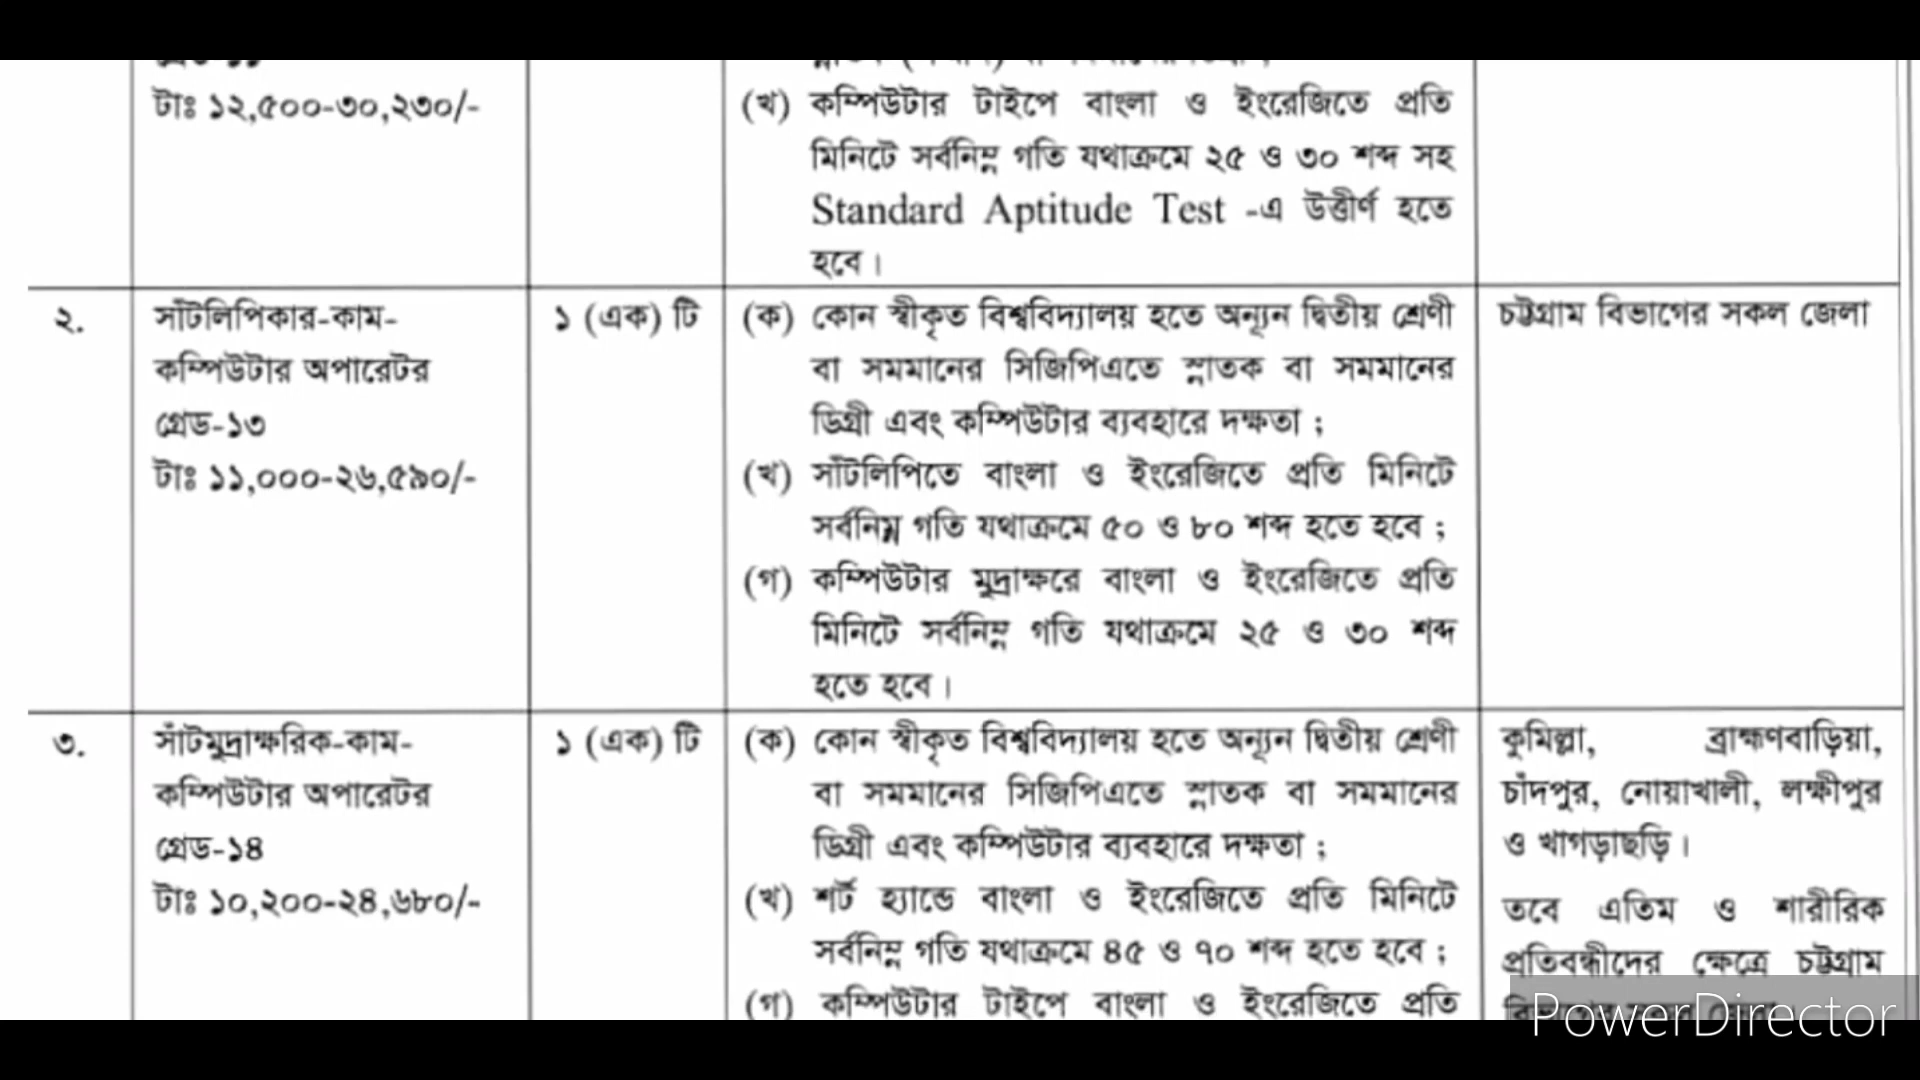 টাঃ ১২,৫০০-৩০,২৩০/-
(খ) কম্পিউটার টাইপে বাংলা ও ইংরেজিতে প্রতি
মিনিটে সর্বনিম্ন গতি যথাক্রমে ২৫ ও ৩০ শব্দ সহ
Standard Aptitude Test -এ উত্তীর্ণ হতে
হবে।
২.
সাঁটলিপিকার-কাম-
কম্পিউটার অপারেটর
গ্রেড-১৩
টাঃ ১১,০০০-২৬,৫৯০/-
১ (এক) টি
(ক) কোন স্বীকৃত বিশ্ববিদ্যালয় হতে অন্যূন দ্বিতীয় শ্রেণী
বা সমমানের সিজিপিএতে স্নাতক বা সমমানের
ডিগ্রী এবং কম্পিউটার ব্যবহারে দক্ষতা ;
(খ) সাঁটলিপিতে বাংলা ও ইংরেজিতে প্রতি মিনিটে
সর্বনিম্ন গতি যথাক্রমে ৫০ ও ৮০ শব্দ হতে হবে ;
(গ) কম্পিউটার মুদ্রাক্ষরে বাংলা ও ইংরেজিতে প্রতি
মিনিটে সর্বনিম্ন গতি যথাক্রমে ২৫ ও ৩০ শব্দ
হতে হবে।
চট্টগ্রাম বিভাগের সকল জেলা
৩.
সাঁটমুদ্রাক্ষরিক-কাম-
কম্পিউটার অপারেটর
গ্রেড-১৪
টাঃ ১০,২০০-২৪,৬৮০/-
১ (এক) টি
(ক) কোন স্বীকৃত বিশ্ববিদ্যালয় হতে অন্যূন দ্বিতীয় শ্রেণী
বা সমমানের সিজিপিএতে স্নাতক বা সমমানের
ডিগ্রী এবং কম্পিউটার ব্যবহারে দক্ষতা ;
(খ) শর্ট হ্যান্ডে বাংলা ও ইংরেজিতে প্রতি মিনিটে
সর্বনিম্ন গতি যথাক্রমে ৪৫ ও ৭০ শব্দ হতে হবে ;
(গ) কম্পিউটার টাইপে বাংলা ও ইংরেজিতে প্রতি
কুমিল্লা, ব্রাহ্মণবাড়িয়া,
চাঁদপুর, নোয়াখালী, লক্ষীপুর
ও খাগড়াছড়ি।
তবে এতিম ও শারীরিক
প্রতিবন্ধীদের ক্ষেত্রে চট্টগ্রাম
PowerDirector